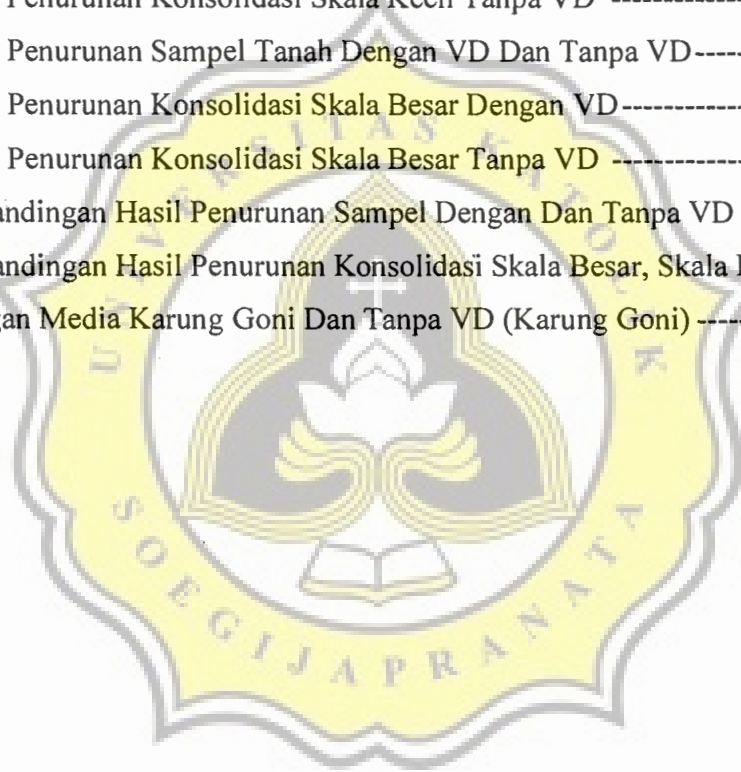 Penurunan Konsolidasi Skala Kecil Tanpa VD ------------
Penurunan Sampel Tanah Dengan VD Dan Tanpa VD-----
Penurunan Konsolidasi Skala Besar Dengan VD------------
Penurunan Konsolidasi Skala Besar Tanpa VD -------------
andingan Hasil Penurunan Sampel Dengan Dan Tanpa VD
andingan Hasil Penurunan Konsolidasi Skala Besar, Skala
gan Media Karung Goni Dan Tanpa VD (Karung Goni) -----
UNIVERSITAS KATOLIK
SOEGIJAPRANATA